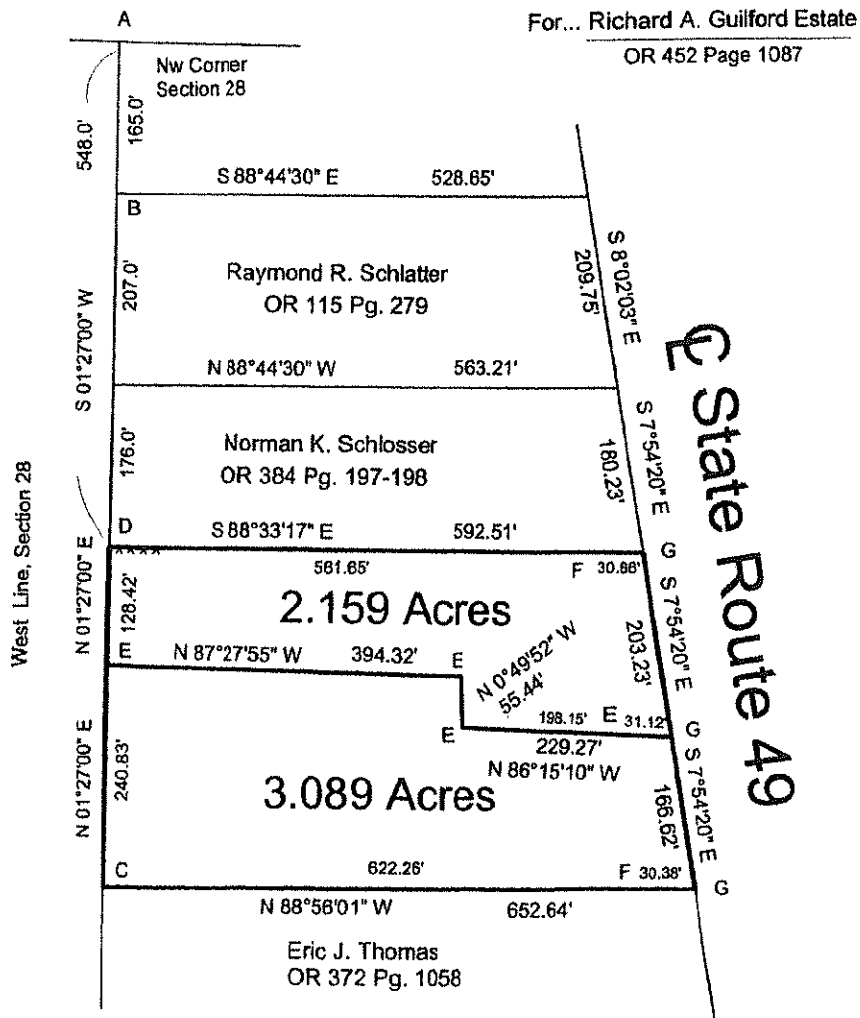 A
For... Richard A. Guilford Estate
OR 452 Page 1087
Nw Corner
Section 28
548.0'
165.0'
S 88°44'30" E 528.65'
B
S 01°27'00" W
207.0'
Raymond R. Schlatter
OR 115 Pg. 279
209.75'
S 8°02'03" E
N 88°44'30" W 563.21'
℄ State Route 49
176.0'
Norman K. Schlosser
OR 384 Pg. 197-198
180.23'
S 7°54'20" E
West Line, Section 28
D
S 88°33'17" E 592.51'
N 01°27'00" E
128.42'
561.65'
F 30.86'
G
2.159 Acres
203.23'
S 7°54'20" E
E
N 87°27'55" W 394.32'
E
N 0°49'52" W
55.44'
E
198.15'
E 31.12'
G
229.27'
N 86°15'10" W
N 01°27'00" E
240.83'
3.089 Acres
166.62'
S 7°54'20" E
C
622.26'
F 30.38'
G
N 88°56'01" W 652.64'
Eric J. Thomas
OR 372 Pg. 1058